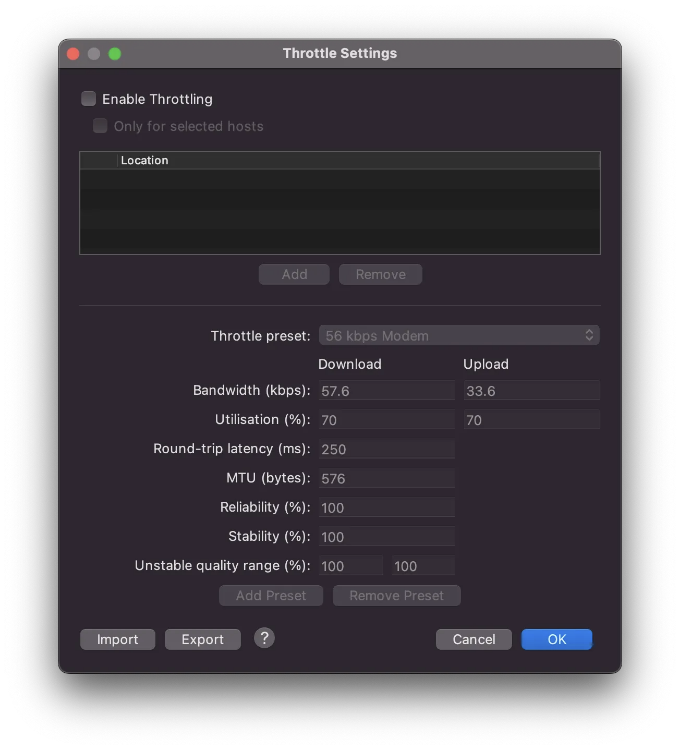 Throttle Settings
Enable Throttling
Only for selected hosts
Location
Add Remove
Throttle preset: 56 kbps Modem
Download Upload
Bandwidth (kbps): 57.6 33.6
Utilisation (%): 70 70
Round-trip latency (ms): 250
MTU (bytes): 576
Reliability (%): 100
Stability (%): 100
Unstable quality range (%): 100 100
Add Preset Remove Preset
Import Export ? Cancel OK